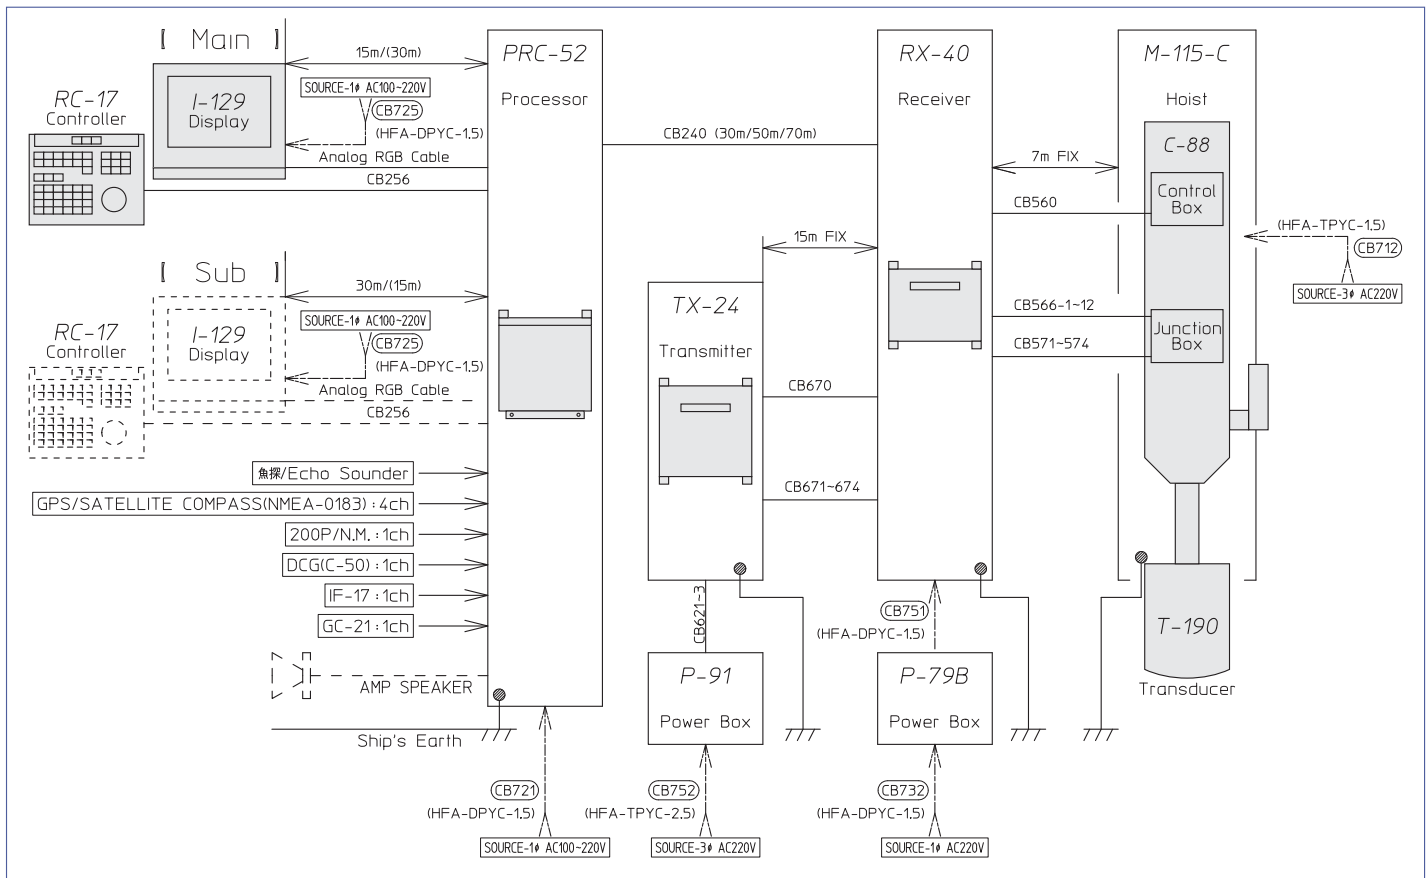 [ Main ]
15m/(30m)
SOURCE-1φ AC100~220V
CB725
(HFA-DPYC-1.5)
RC-17
Controller
I-129
Display
Analog RGB Cable
CB256
[ Sub ]
30m/(15m)
SOURCE-1φ AC100~220V
CB725
(HFA-DPYC-1.5)
RC-17
Controller
I-129
Display
Analog RGB Cable
CB256
魚探/Echo Sounder
GPS/SATELLITE COMPASS(NMEA-0183):4ch
200P/N.M.:1ch
DCG(C-50):1ch
IF-17:1ch
GC-21:1ch
AMP SPEAKER
Ship's Earth
PRC-52
Processor
CB721
(HFA-DPYC-1.5)
SOURCE-1φ AC100~220V
CB240 (30m/50m/70m)
15m FIX
TX-24
Transmitter
CB670
CB671~674
CB621~3
P-91
Power Box
CB752
(HFA-TPYC-2.5)
SOURCE-3φ AC220V
RX-40
Receiver
CB751
(HFA-DPYC-1.5)
P-79B
Power Box
CB732
(HFA-DPYC-1.5)
SOURCE-1φ AC220V
7m FIX
CB560
CB566-1~12
CB571~574
M-115-C
Hoist
C-88
Control
Box
Junction
Box
T-190
Transducer
(HFA-TPYC-1.5)
CB712
SOURCE-3φ AC220V